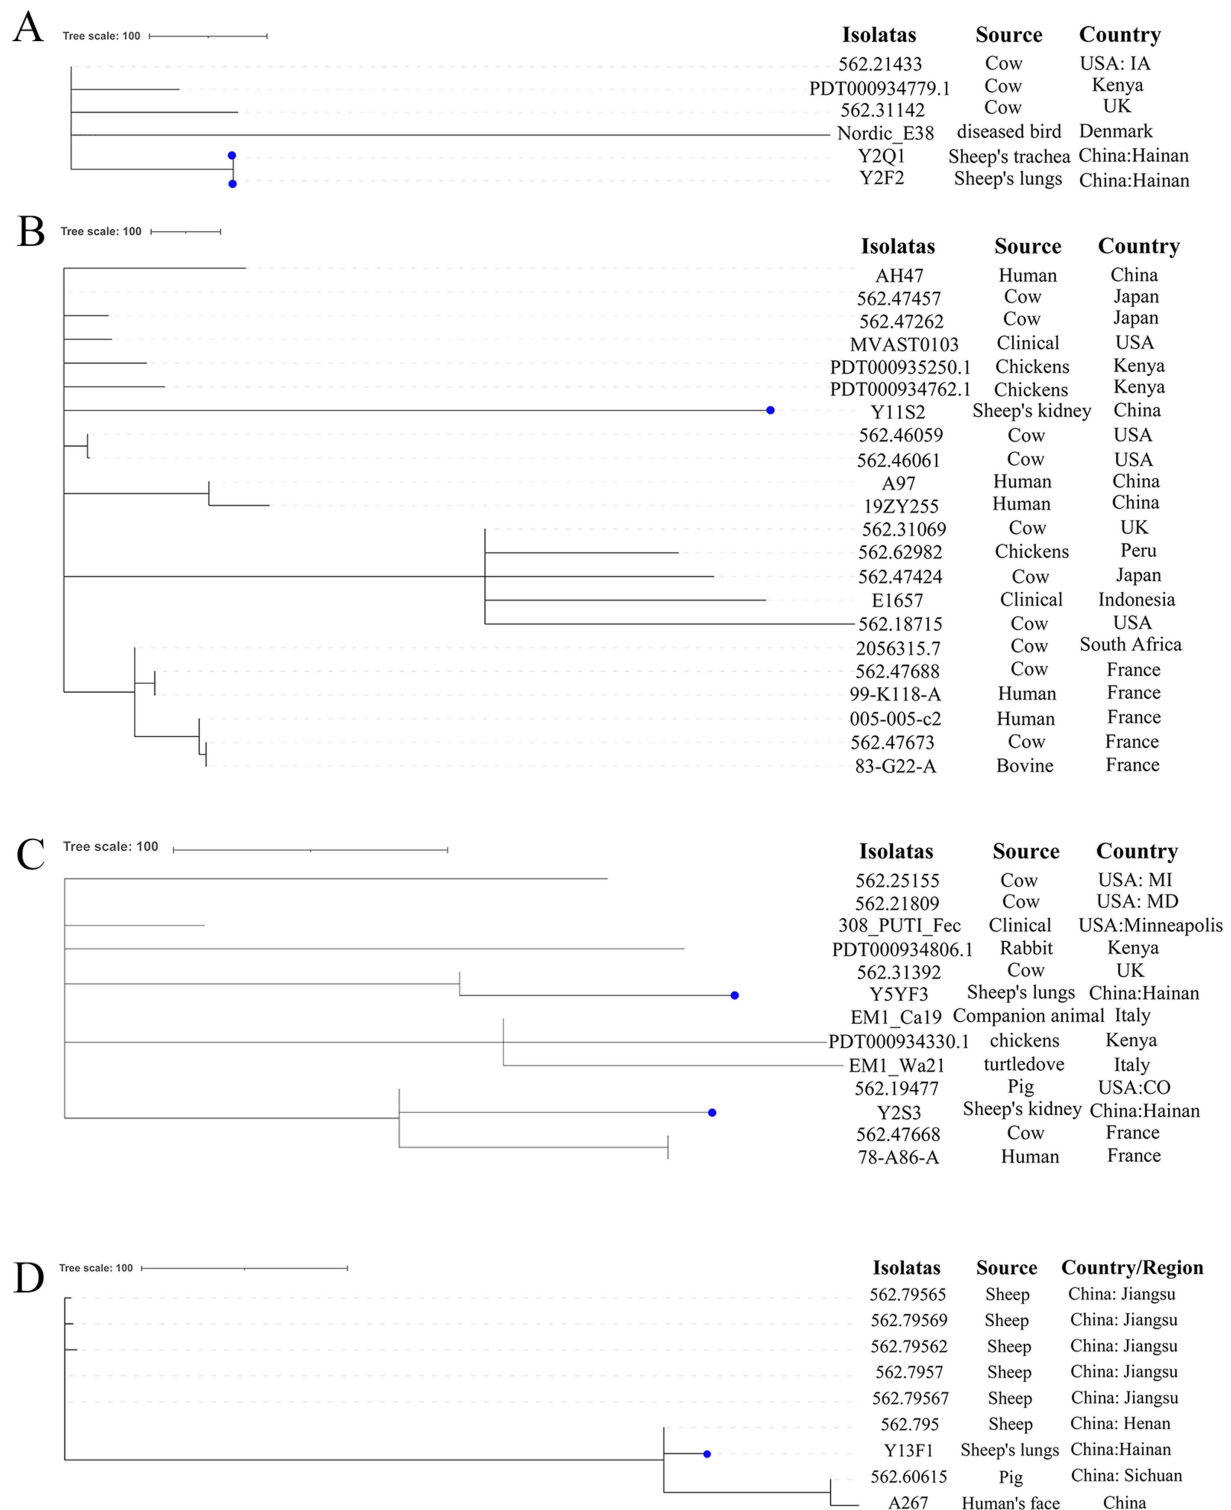 A
Tree scale: 100
Isolatas Source Country
562.21433 Cow USA: IA
PDT000934779.1 Cow Kenya
562.31142 Cow UK
Nordic_E38 diseased bird Denmark
Y2Q1 Sheep's trachea China:Hainan
Y2F2 Sheep's lungs China:Hainan
B
Tree scale: 100
Isolatas Source Country
AH47 Human China
562.47457 Cow Japan
562.47262 Cow Japan
MVAST0103 Clinical USA
PDT000935250.1 Chickens Kenya
PDT000934762.1 Chickens Kenya
Y11S2 Sheep's kidney China
562.46059 Cow USA
562.46061 Cow USA
A97 Human China
19ZY255 Human China
562.31069 Cow UK
562.62982 Chickens Peru
562.47424 Cow Japan
E1657 Clinical Indonesia
562.18715 Cow USA
2056315.7 Cow South Africa
562.47688 Cow France
99-K118-A Human France
005-005-c2 Human France
562.47673 Cow France
83-G22-A Bovine France
C
Tree scale: 100
Isolatas Source Country
562.25155 Cow USA: MI
562.21809 Cow USA: MD
308_PUTI_Fec Clinical USA:Minneapolis
PDT000934806.1 Rabbit Kenya
562.31392 Cow UK
Y5YF3 Sheep's lungs China:Hainan
EM1_Ca19 Companion animal Italy
PDT000934330.1 chickens Kenya
EM1_Wa21 turtledove Italy
562.19477 Pig USA:CO
Y2S3 Sheep's kidney China:Hainan
562.47668 Cow France
78-A86-A Human France
D
Tree scale: 100
Isolatas Source Country/Region
562.79565 Sheep China: Jiangsu
562.79569 Sheep China: Jiangsu
562.79562 Sheep China: Jiangsu
562.7957 Sheep China: Jiangsu
562.79567 Sheep China: Jiangsu
562.795 Sheep China: Henan
Y13F1 Sheep's lungs China:Hainan
562.60615 Pig China: Sichuan
A267 Human's face China